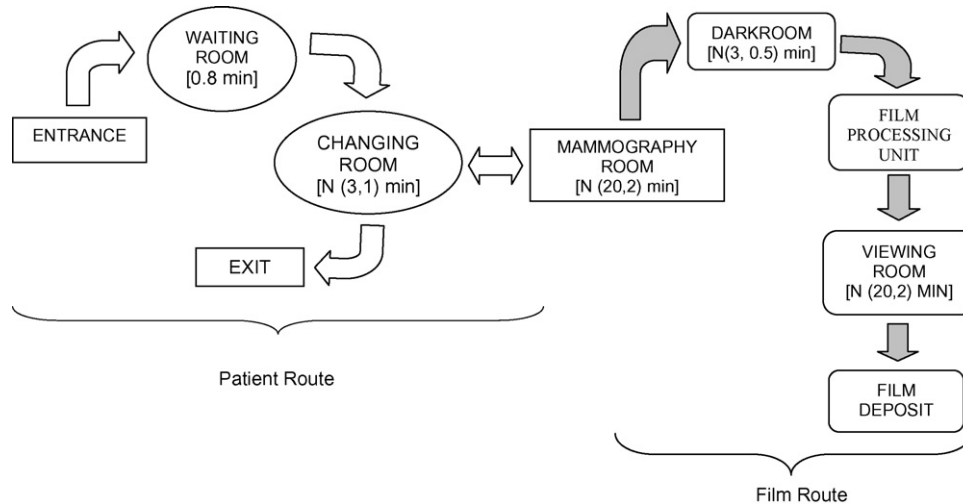 ENTRANCE
WAITING
ROOM
[0.8 min]
CHANGING
ROOM
[N (3,1) min]
EXIT
MAMMOGRAPHY
ROOM
[N (20,2) min]
Patient Route
DARKROOM
[N(3, 0.5) min]
FILM
PROCESSING
UNIT
VIEWING
ROOM
[N (20,2) MIN]
FILM
DEPOSIT
Film Route